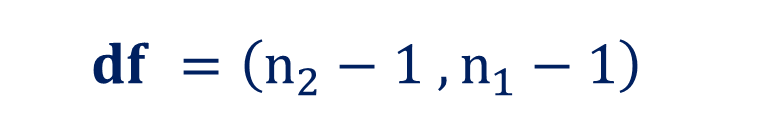 df = (n₂ − 1 , n₁ − 1)